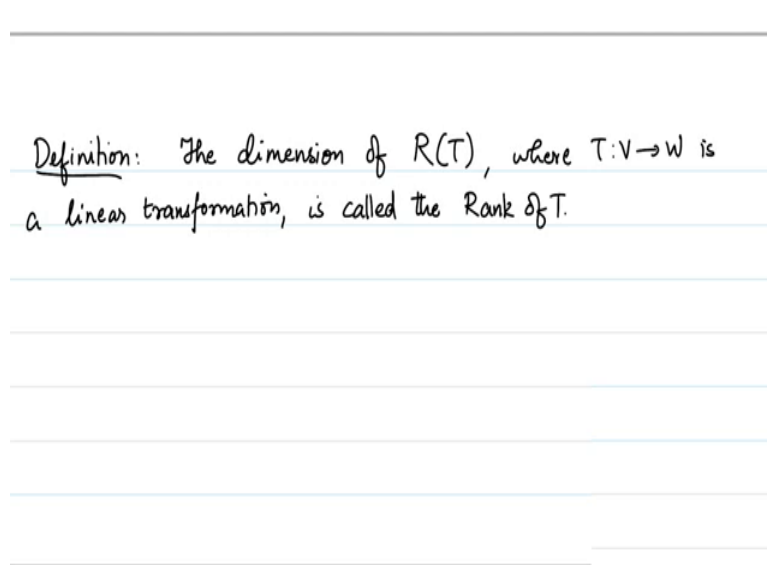 Definition: The dimension of R(T), where T:V→W is
a linear transformation, is called the Rank of T.